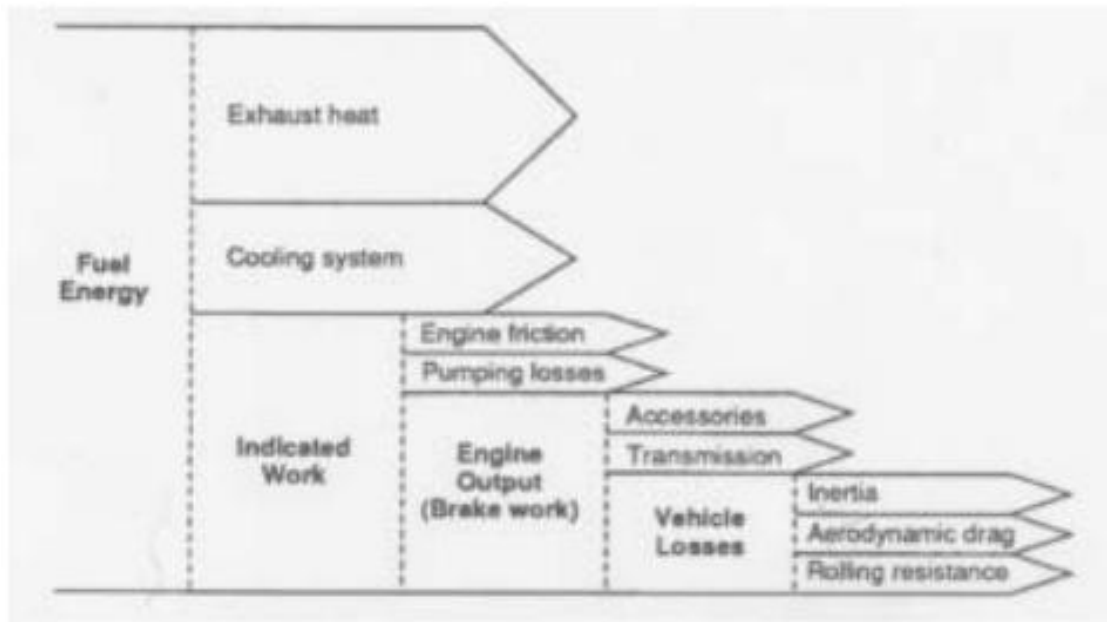 Exhaust heat
Cooling system
Fuel
Energy
Engine friction
Pumping losses
Indicated
Work
Engine
Output
(Brake work)
Accessories
Transmission
Vehicle
Losses
Inertia
Aerodynamic drag
Rolling resistance